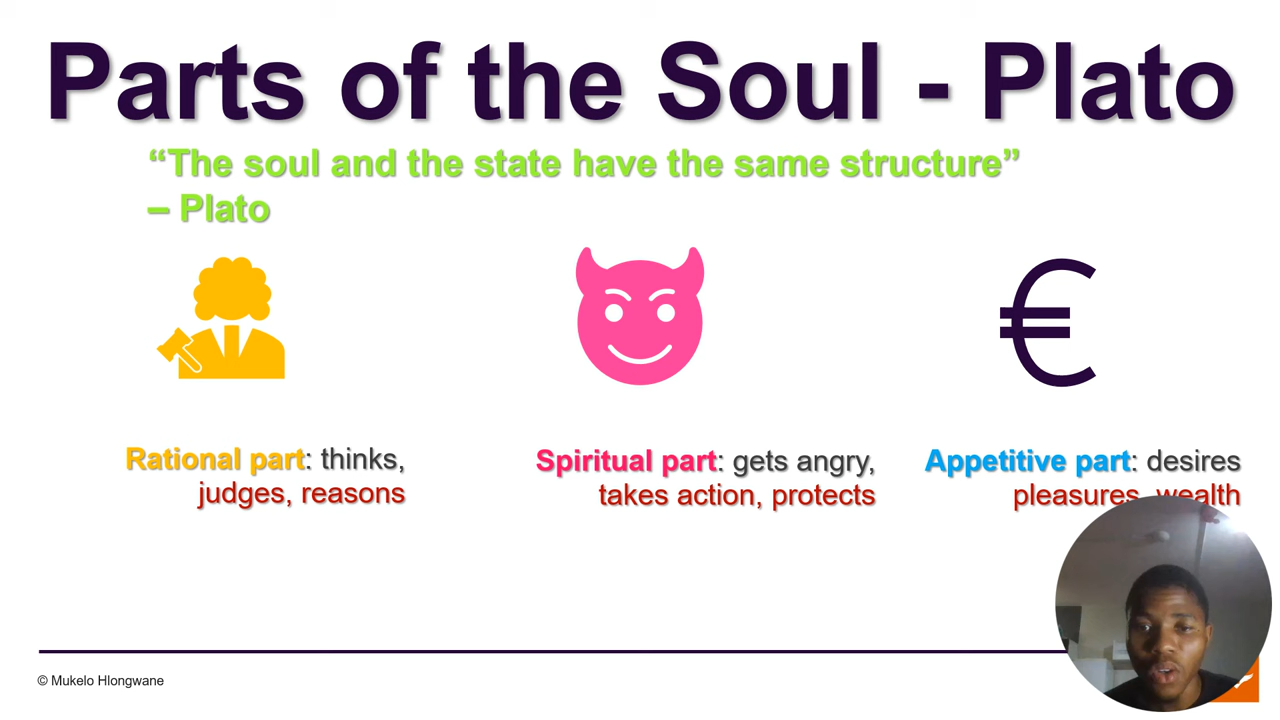 Parts of the Soul - Plato
“The soul and the state have the same structure”
– Plato
Rational part: thinks,
judges, reasons
Spiritual part: gets angry,
takes action, protects
Appetitive part: desires
pleasures, wealth
© Mukelo Hlongwane